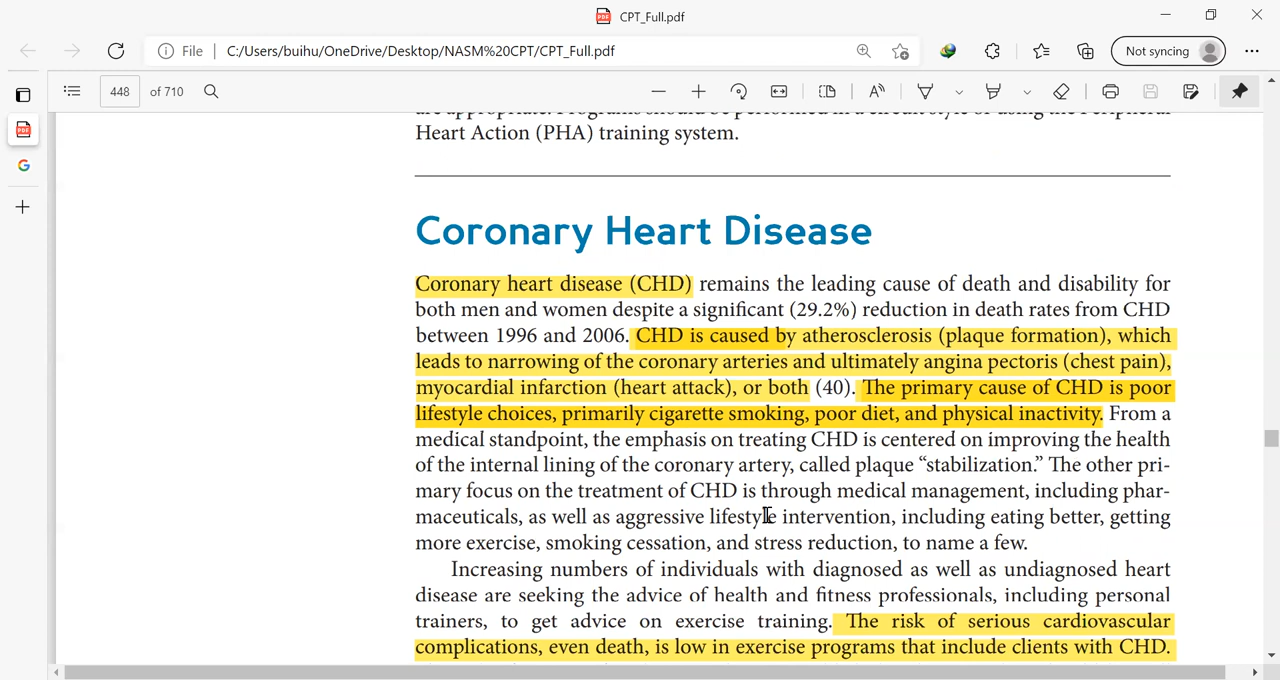 CPT_Full.pdf
File
C:/Users/buihu/OneDrive/Desktop/NASM%20CPT/CPT_Full.pdf
Not syncing
448 of 710
Heart Action (PHA) training system.
Coronary Heart Disease
Coronary heart disease (CHD) remains the leading cause of death and disability for
both men and women despite a significant (29.2%) reduction in death rates from CHD
between 1996 and 2006. CHD is caused by atherosclerosis (plaque formation), which
leads to narrowing of the coronary arteries and ultimately angina pectoris (chest pain),
myocardial infarction (heart attack), or both (40). The primary cause of CHD is poor
lifestyle choices, primarily cigarette smoking, poor diet, and physical inactivity. From a
medical standpoint, the emphasis on treating CHD is centered on improving the health
of the internal lining of the coronary artery, called plaque “stabilization.” The other pri-
mary focus on the treatment of CHD is through medical management, including phar-
maceuticals, as well as aggressive lifestyle intervention, including eating better, getting
more exercise, smoking cessation, and stress reduction, to name a few.
Increasing numbers of individuals with diagnosed as well as undiagnosed heart
disease are seeking the advice of health and fitness professionals, including personal
trainers, to get advice on exercise training. The risk of serious cardiovascular
complications, even death, is low in exercise programs that include clients with CHD.